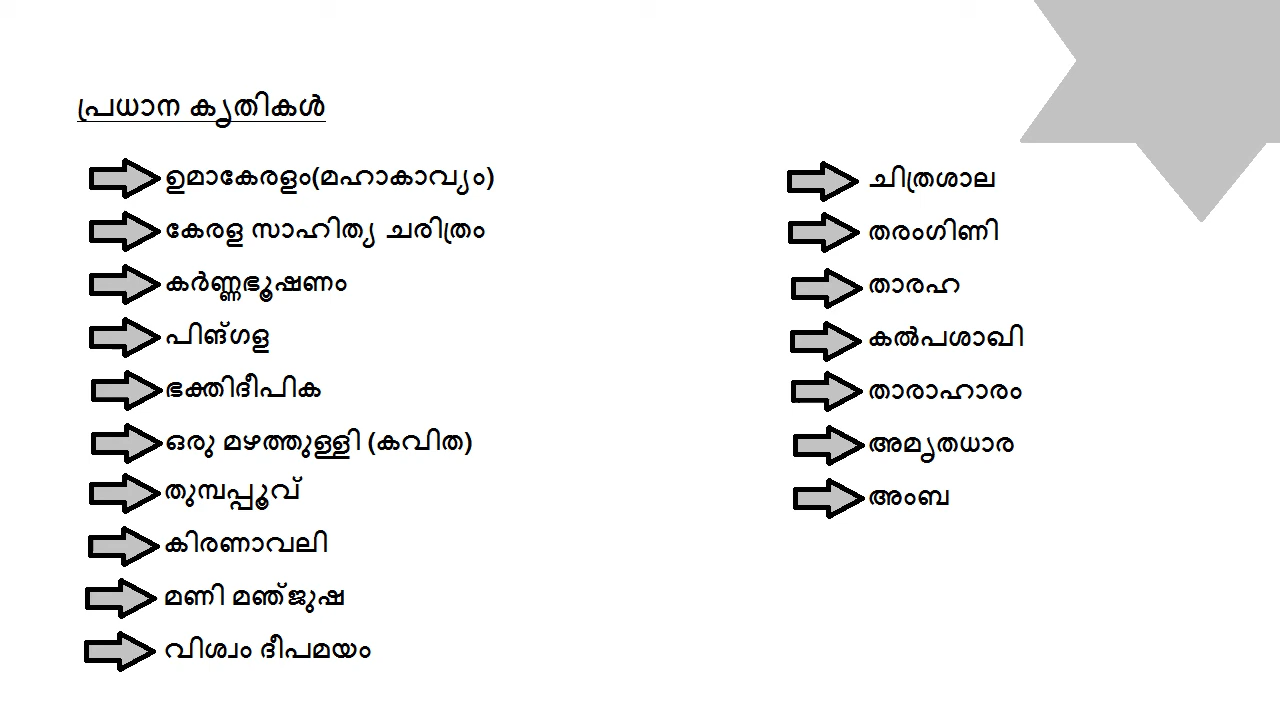 പ്രധാന കൃതികൾ
ഉമാകേരളം(മഹാകാവ്യം)
കേരള സാഹിത്യ ചരിത്രം
കർണ്ണഭൂഷണം
പിങ്ഗള
ഭക്തിദീപിക
ഒരു മഴത്തുള്ളി (കവിത)
തുമ്പപ്പൂവ്
കിരണാവലി
മണി മഞ്ജുഷ
വിശ്വം ദീപമയം
ചിത്രശാല
തരംഗിണി
താരഹ
കൽപശാഖി
താരാഹാരം
അമൃതധാര
അംബ